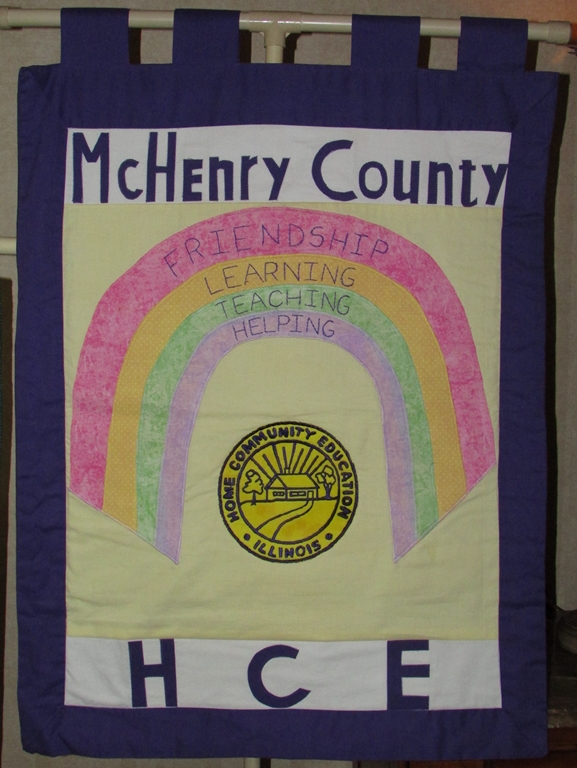 McHenry County
FRIENDSHIP
LEARNING
TEACHING
HELPING
HOME COMMUNITY EDUCATION
• ILLINOIS •
HCE